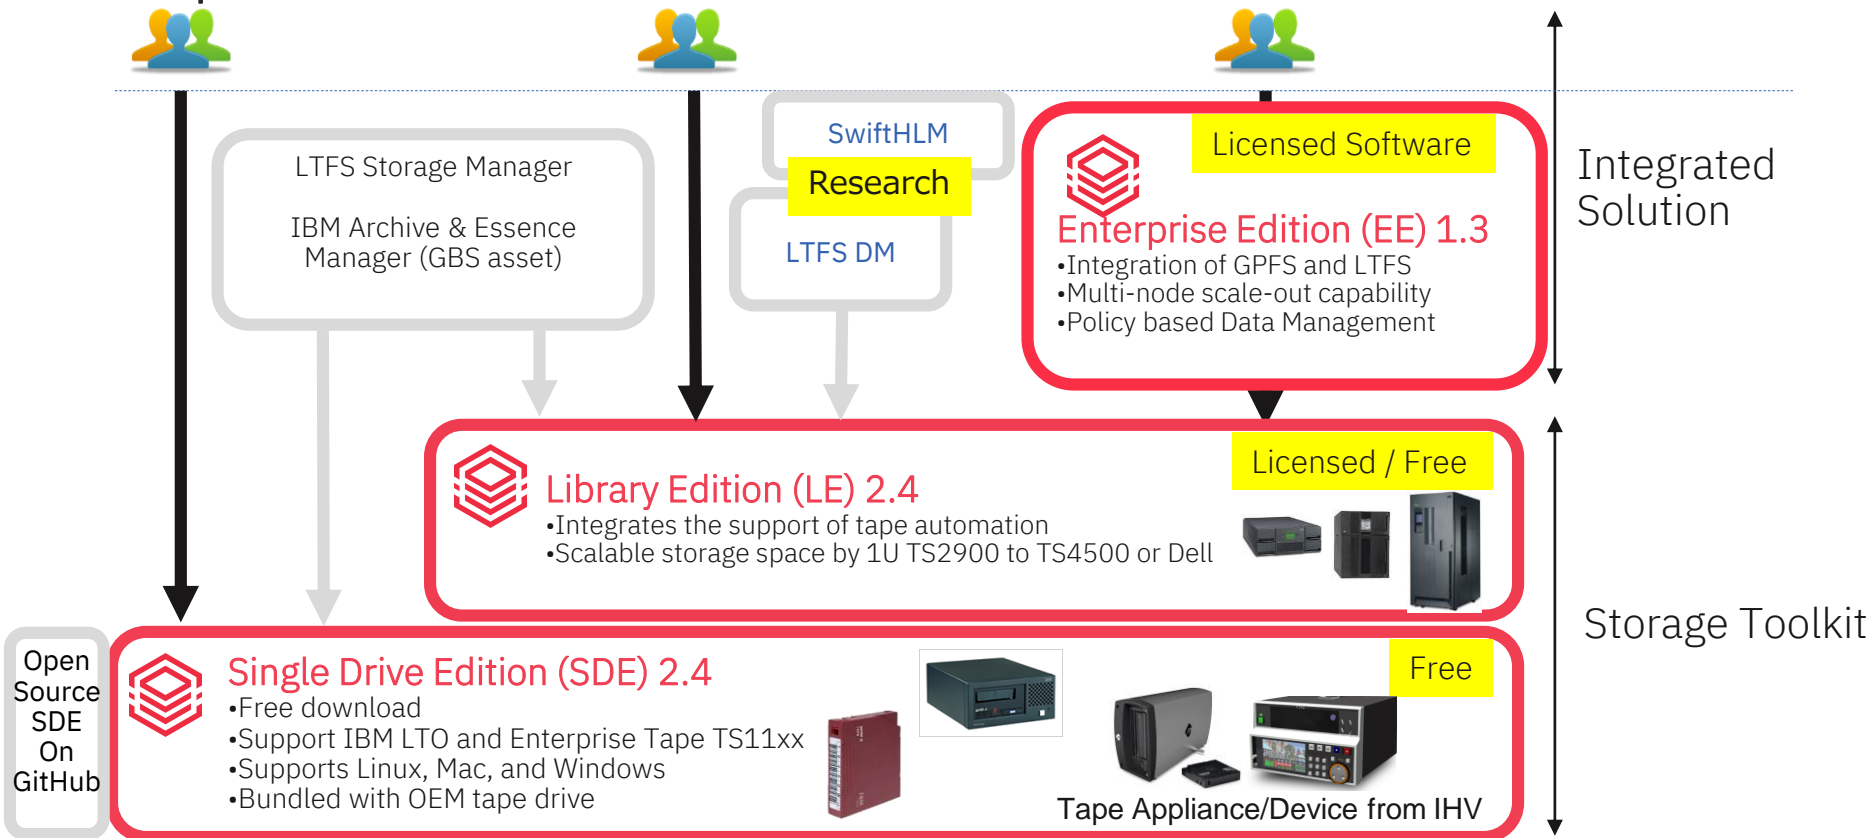 LTFS Storage Manager
IBM Archive & Essence
Manager (GBS asset)
SwiftHLM
Research
LTFS DM
Licensed Software
Enterprise Edition (EE) 1.3
•Integration of GPFS and LTFS
•Multi-node scale-out capability
•Policy based Data Management
Integrated
Solution
Licensed / Free
Library Edition (LE) 2.4
•Integrates the support of tape automation
•Scalable storage space by 1U TS2900 to TS4500 or Dell
Storage Toolkit
Open
Source
SDE
On
GitHub
Free
Single Drive Edition (SDE) 2.4
•Free download
•Support IBM LTO and Enterprise Tape TS11xx
•Supports Linux, Mac, and Windows
•Bundled with OEM tape drive
Tape Appliance/Device from IHV